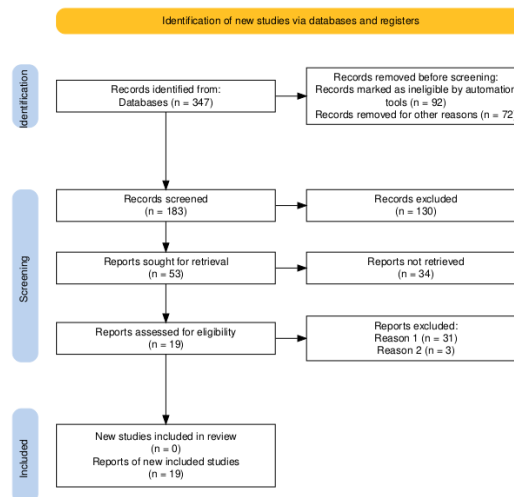 Identification of new studies via databases and registers
Identification
Records identified from:
Databases (n = 347)
Records removed before screening:
Records marked as ineligible by automation
tools (n = 92)
Records removed for other reasons (n = 72)
Screening
Records screened
(n = 183)
Records excluded
(n = 130)
Reports sought for retrieval
(n = 53)
Reports not retrieved
(n = 34)
Reports assessed for eligibility
(n = 19)
Reports excluded:
Reason 1 (n = 31)
Reason 2 (n = 3)
Included
New studies included in review
(n = 0)
Reports of new included studies
(n = 19)